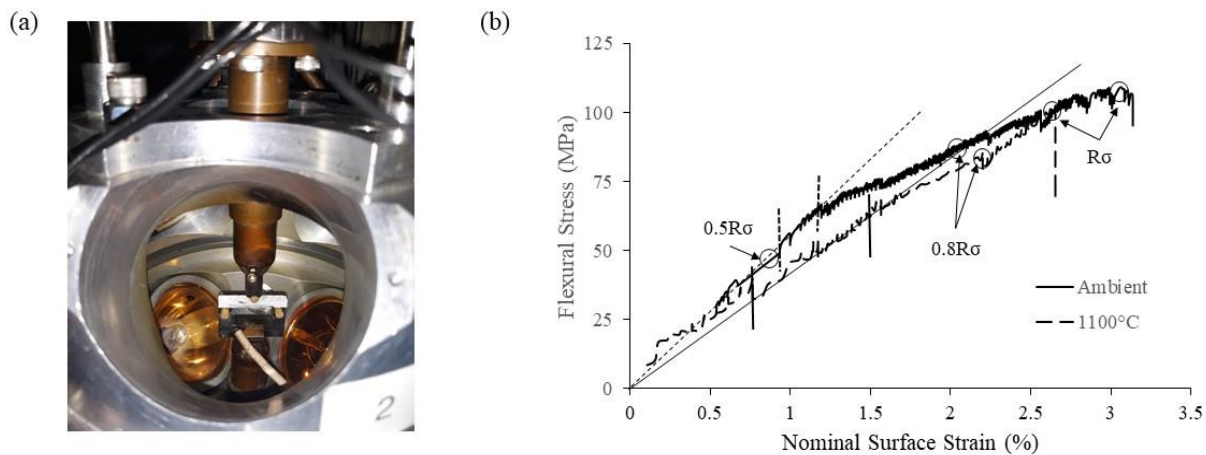 (a)
2
(b)
Flexural Stress (MPa)
125
100
75
50
25
0
0.5Rσ
0.8Rσ
Rσ
Ambient
1100°C
0
0.5
1
1.5
2
2.5
3
3.5
Nominal Surface Strain (%)